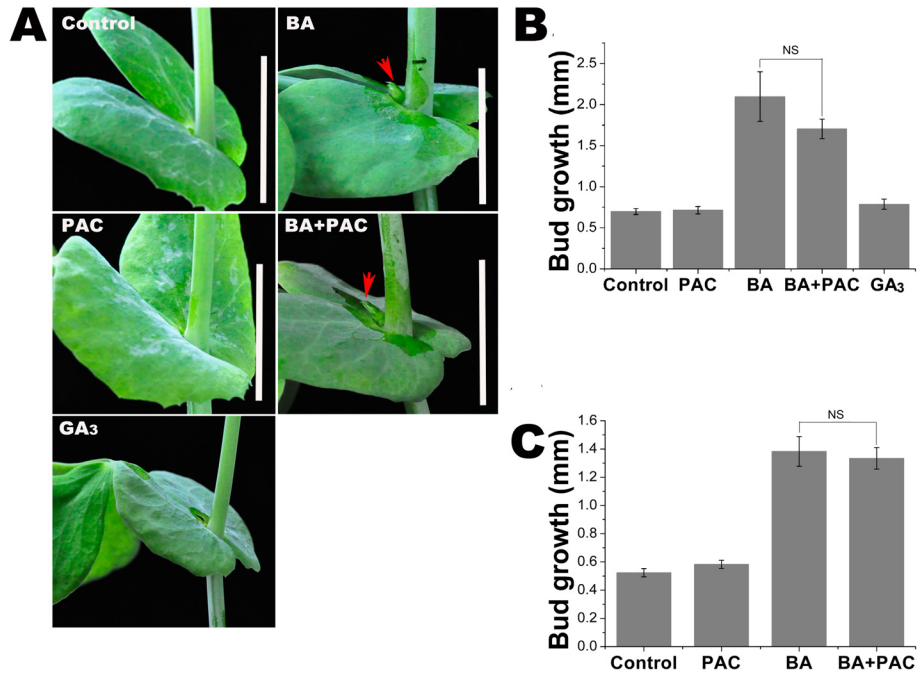 A
Control
BA
PAC
BA+PAC
GA3
B
Bud growth (mm)
2.5
2.0
1.5
1.0
0.5
0.0
NS
Control PAC BA BA+PAC GA3
C
Bud growth (mm)
1.6
1.4
1.2
1.0
0.8
0.6
0.4
0.2
0.0
NS
Control PAC BA BA+PAC